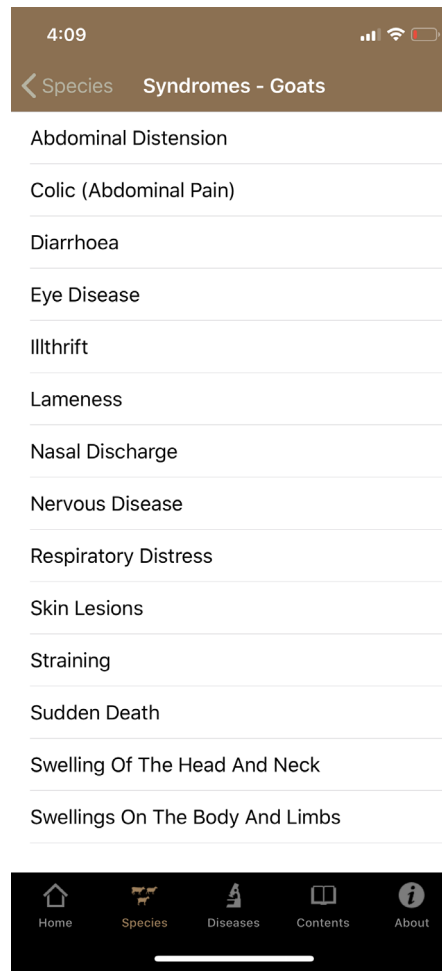 4:09
Species
Syndromes - Goats
Abdominal Distension
Colic (Abdominal Pain)
Diarrhoea
Eye Disease
Illthrift
Lameness
Nasal Discharge
Nervous Disease
Respiratory Distress
Skin Lesions
Straining
Sudden Death
Swelling Of The Head And Neck
Swellings On The Body And Limbs
Home Species Diseases Contents About